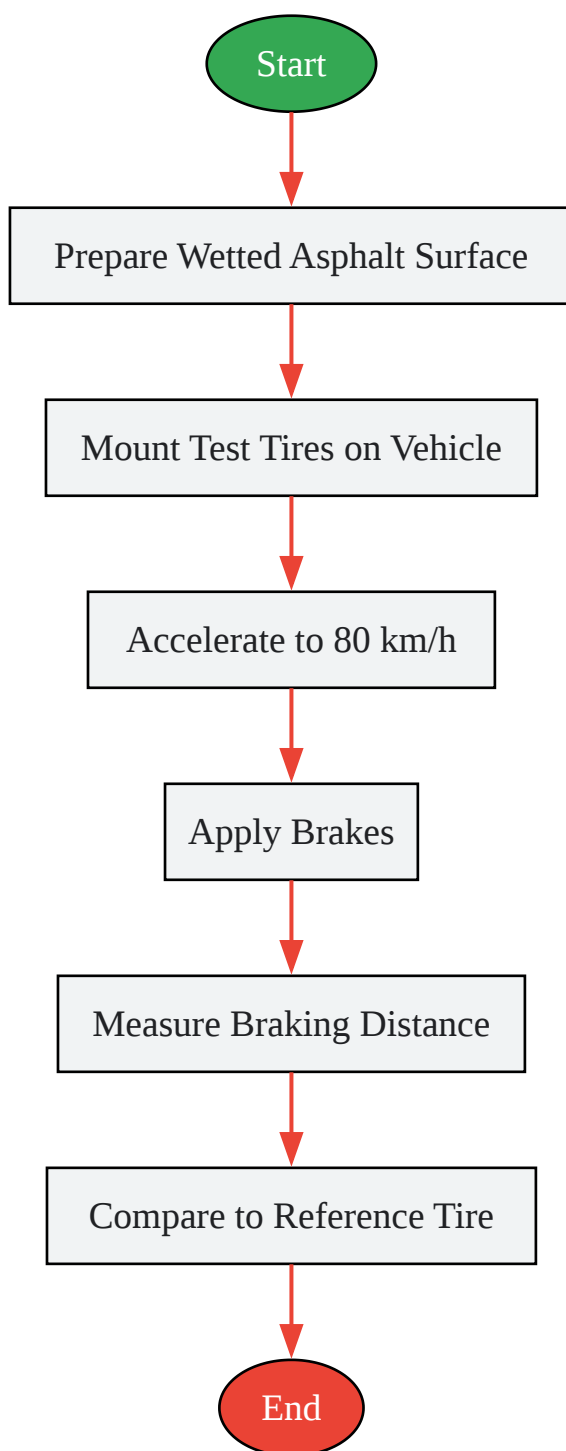 Start
Prepare Wetted Asphalt Surface
Mount Test Tires on Vehicle
Accelerate to 80 km/h
Apply Brakes
Measure Braking Distance
Compare to Reference Tire
End